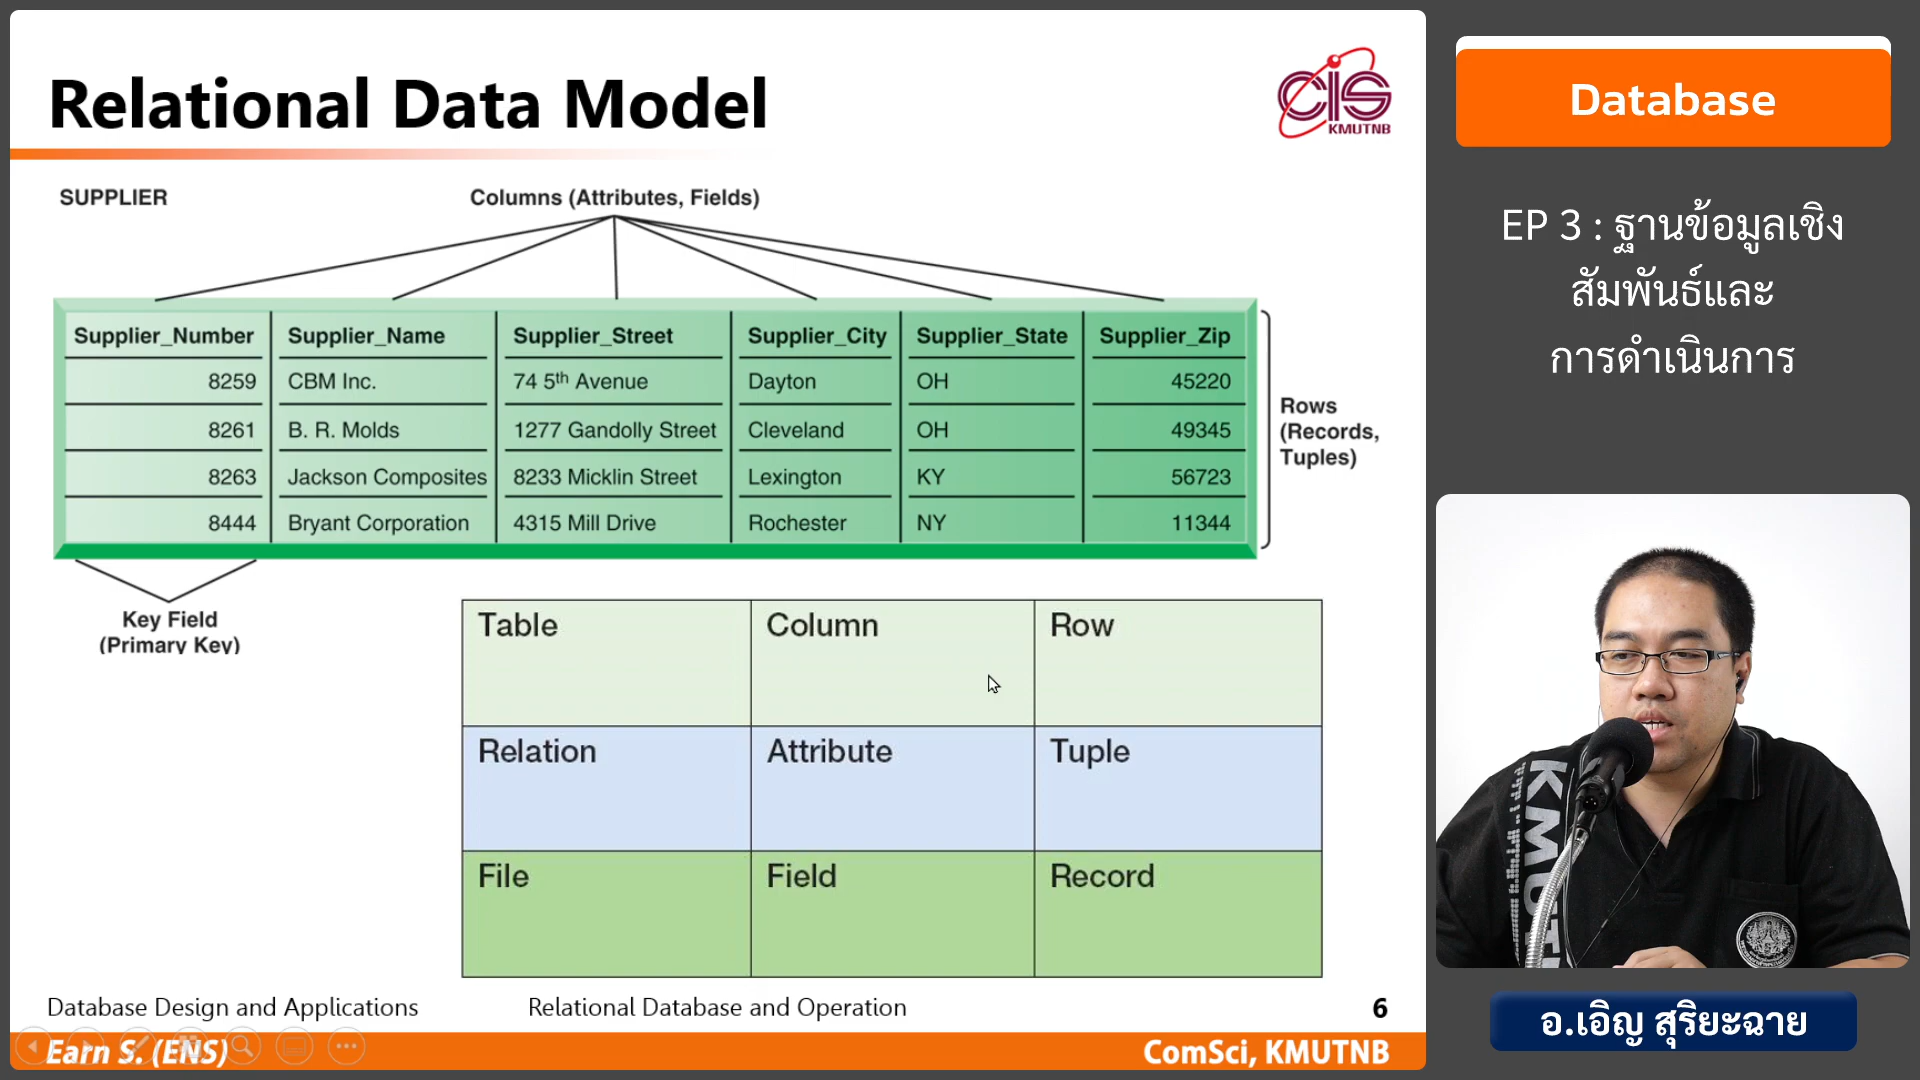 Relational Data Model
CIS
KMUTNB
SUPPLIER
Columns (Attributes, Fields)
Supplier_Number Supplier_Name Supplier_Street Supplier_City Supplier_State Supplier_Zip
8259 CBM Inc. 74 5th Avenue Dayton OH 45220
8261 B. R. Molds 1277 Gandolly Street Cleveland OH 49345
8263 Jackson Composites 8233 Micklin Street Lexington KY 56723
8444 Bryant Corporation 4315 Mill Drive Rochester NY 11344
Rows
(Records,
Tuples)
Key Field
(Primary Key)
Table Column Row
Relation Attribute Tuple
File Field Record
Database Design and Applications Relational Database and Operation 6
Earn S. (ENS) ComSci, KMUTNB
Database
EP 3 : ฐานข้อมูลเชิง
สัมพันธ์และ
การดำเนินการ
KMUT
อ.เอิญ สุริยะฉาย